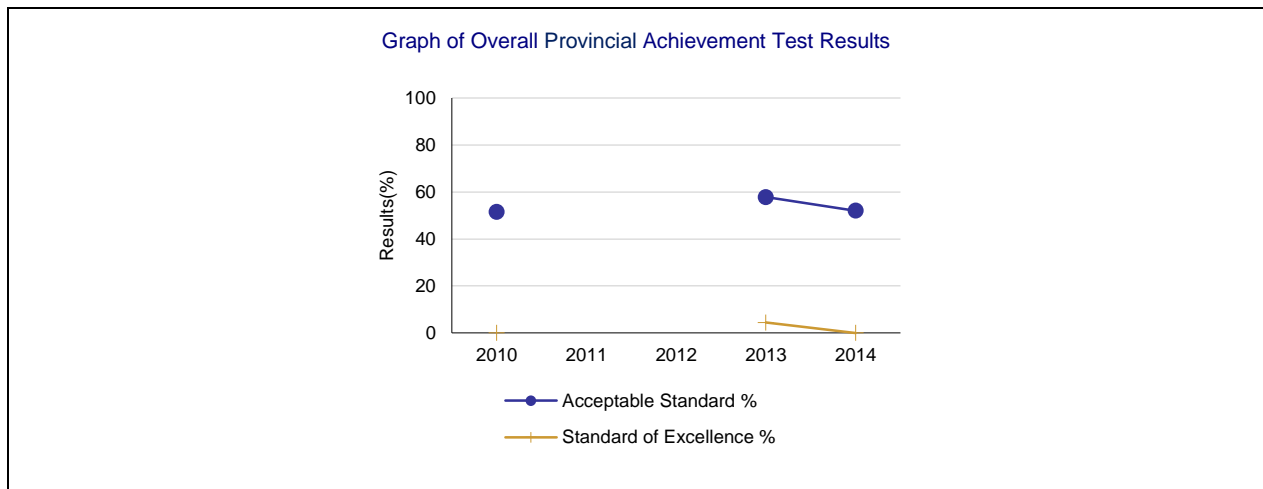 Graph of Overall Provincial Achievement Test Results
100
80
60
40
20
0
Results(%)
2010 2011 2012 2013 2014
Acceptable Standard %
Standard of Excellence %